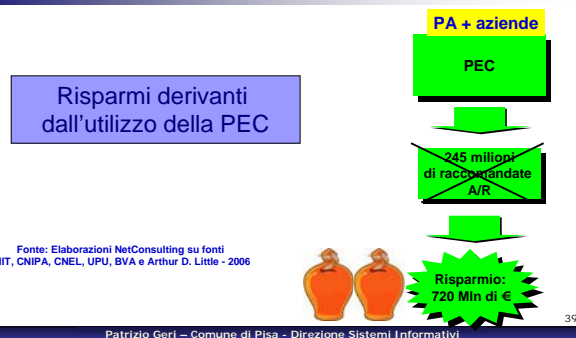 PA + aziende
PEC
Risparmi derivanti
dall'utilizzo della PEC
245 milioni
di raccomandate
A/R
Fonte: Elaborazioni NetConsulting su fonti
IIT, CNIPA, CNEL, UPU, BVA e Arthur D. Little - 2006
Risparmio:
720 Mln di €
39
Patrizio Geri – Comune di Pisa - Direzione Sistemi Informativi